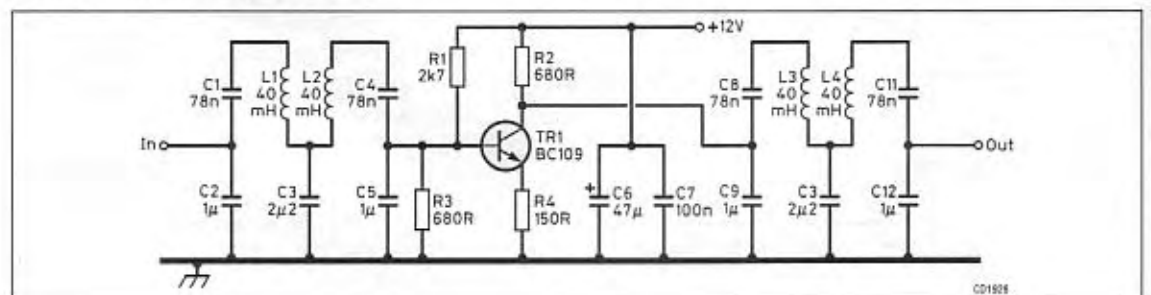 +12V
C1
78n
L1
40
mH
L2
40
mH
C4
78n
R1
2k7
R2
680R
C8
78n
L3
40
mH
L4
40
mH
C11
78n
In
TR1
BC109
Out
C2
1μ
C3
2μ2
C5
1μ
R3
680R
R4
150R
+
C6
47μ
C7
100n
C9
1μ
C3
2μ2
C12
1μ
CD1926